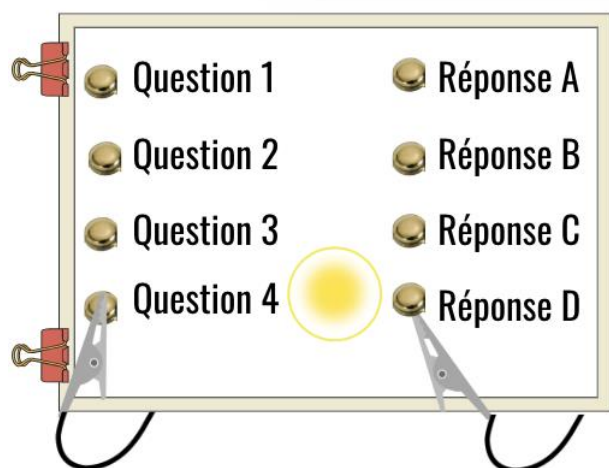 Question 1
Réponse A
Question 2
Réponse B
Question 3
Réponse C
Question 4
Réponse D